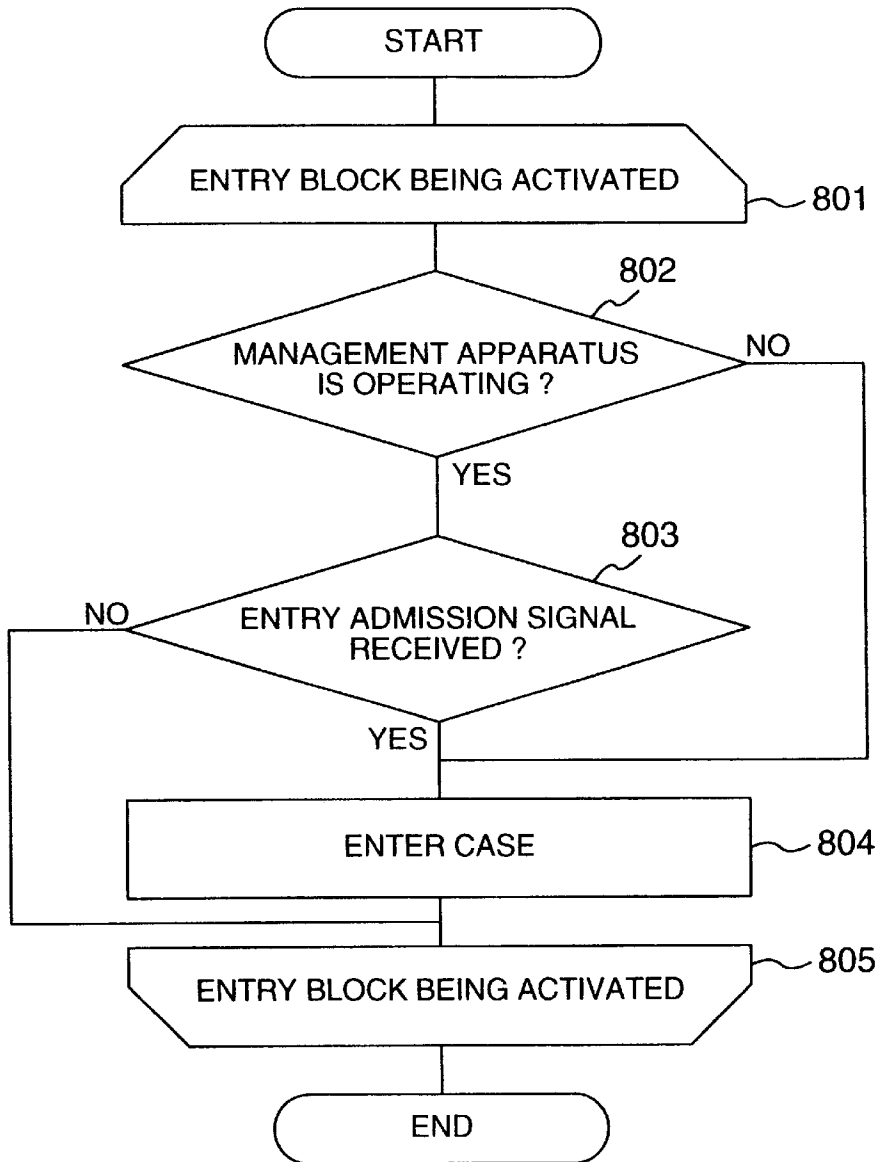 START
ENTRY BLOCK BEING ACTIVATED
801
802
MANAGEMENT APPARATUS
IS OPERATING ?
NO
YES
803
NO
ENTRY ADMISSION SIGNAL
RECEIVED ?
YES
ENTER CASE
804
805
ENTRY BLOCK BEING ACTIVATED
END